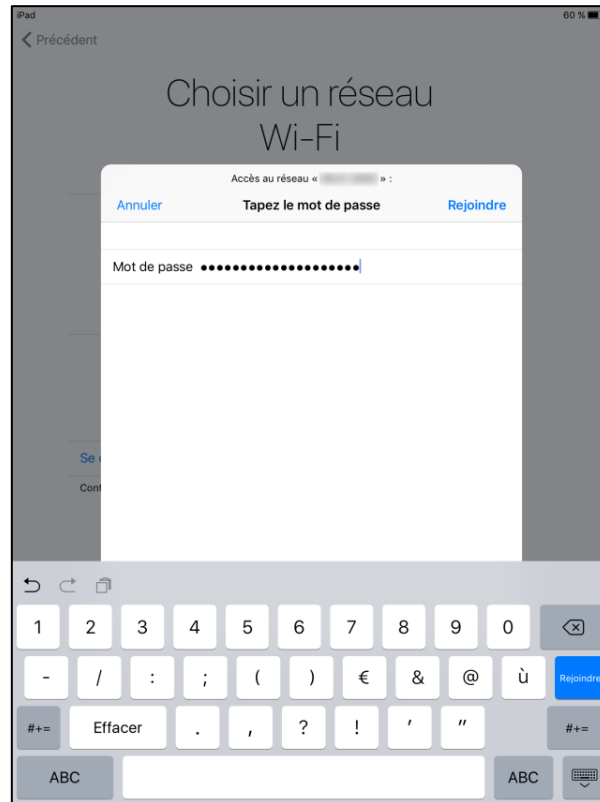 iPad 60 %
Précédent
Choisir un réseau
Wi-Fi
Accès au réseau « » :
Annuler Tapez le mot de passe Rejoindre
Mot de passe ••••••••••••••••••••
Se
Conf
1 2 3 4 5 6 7 8 9 0
- / : ; ( ) € & @ ù Rejoindre
#+= Effacer . , ? ! ’ " #+=
ABC ABC